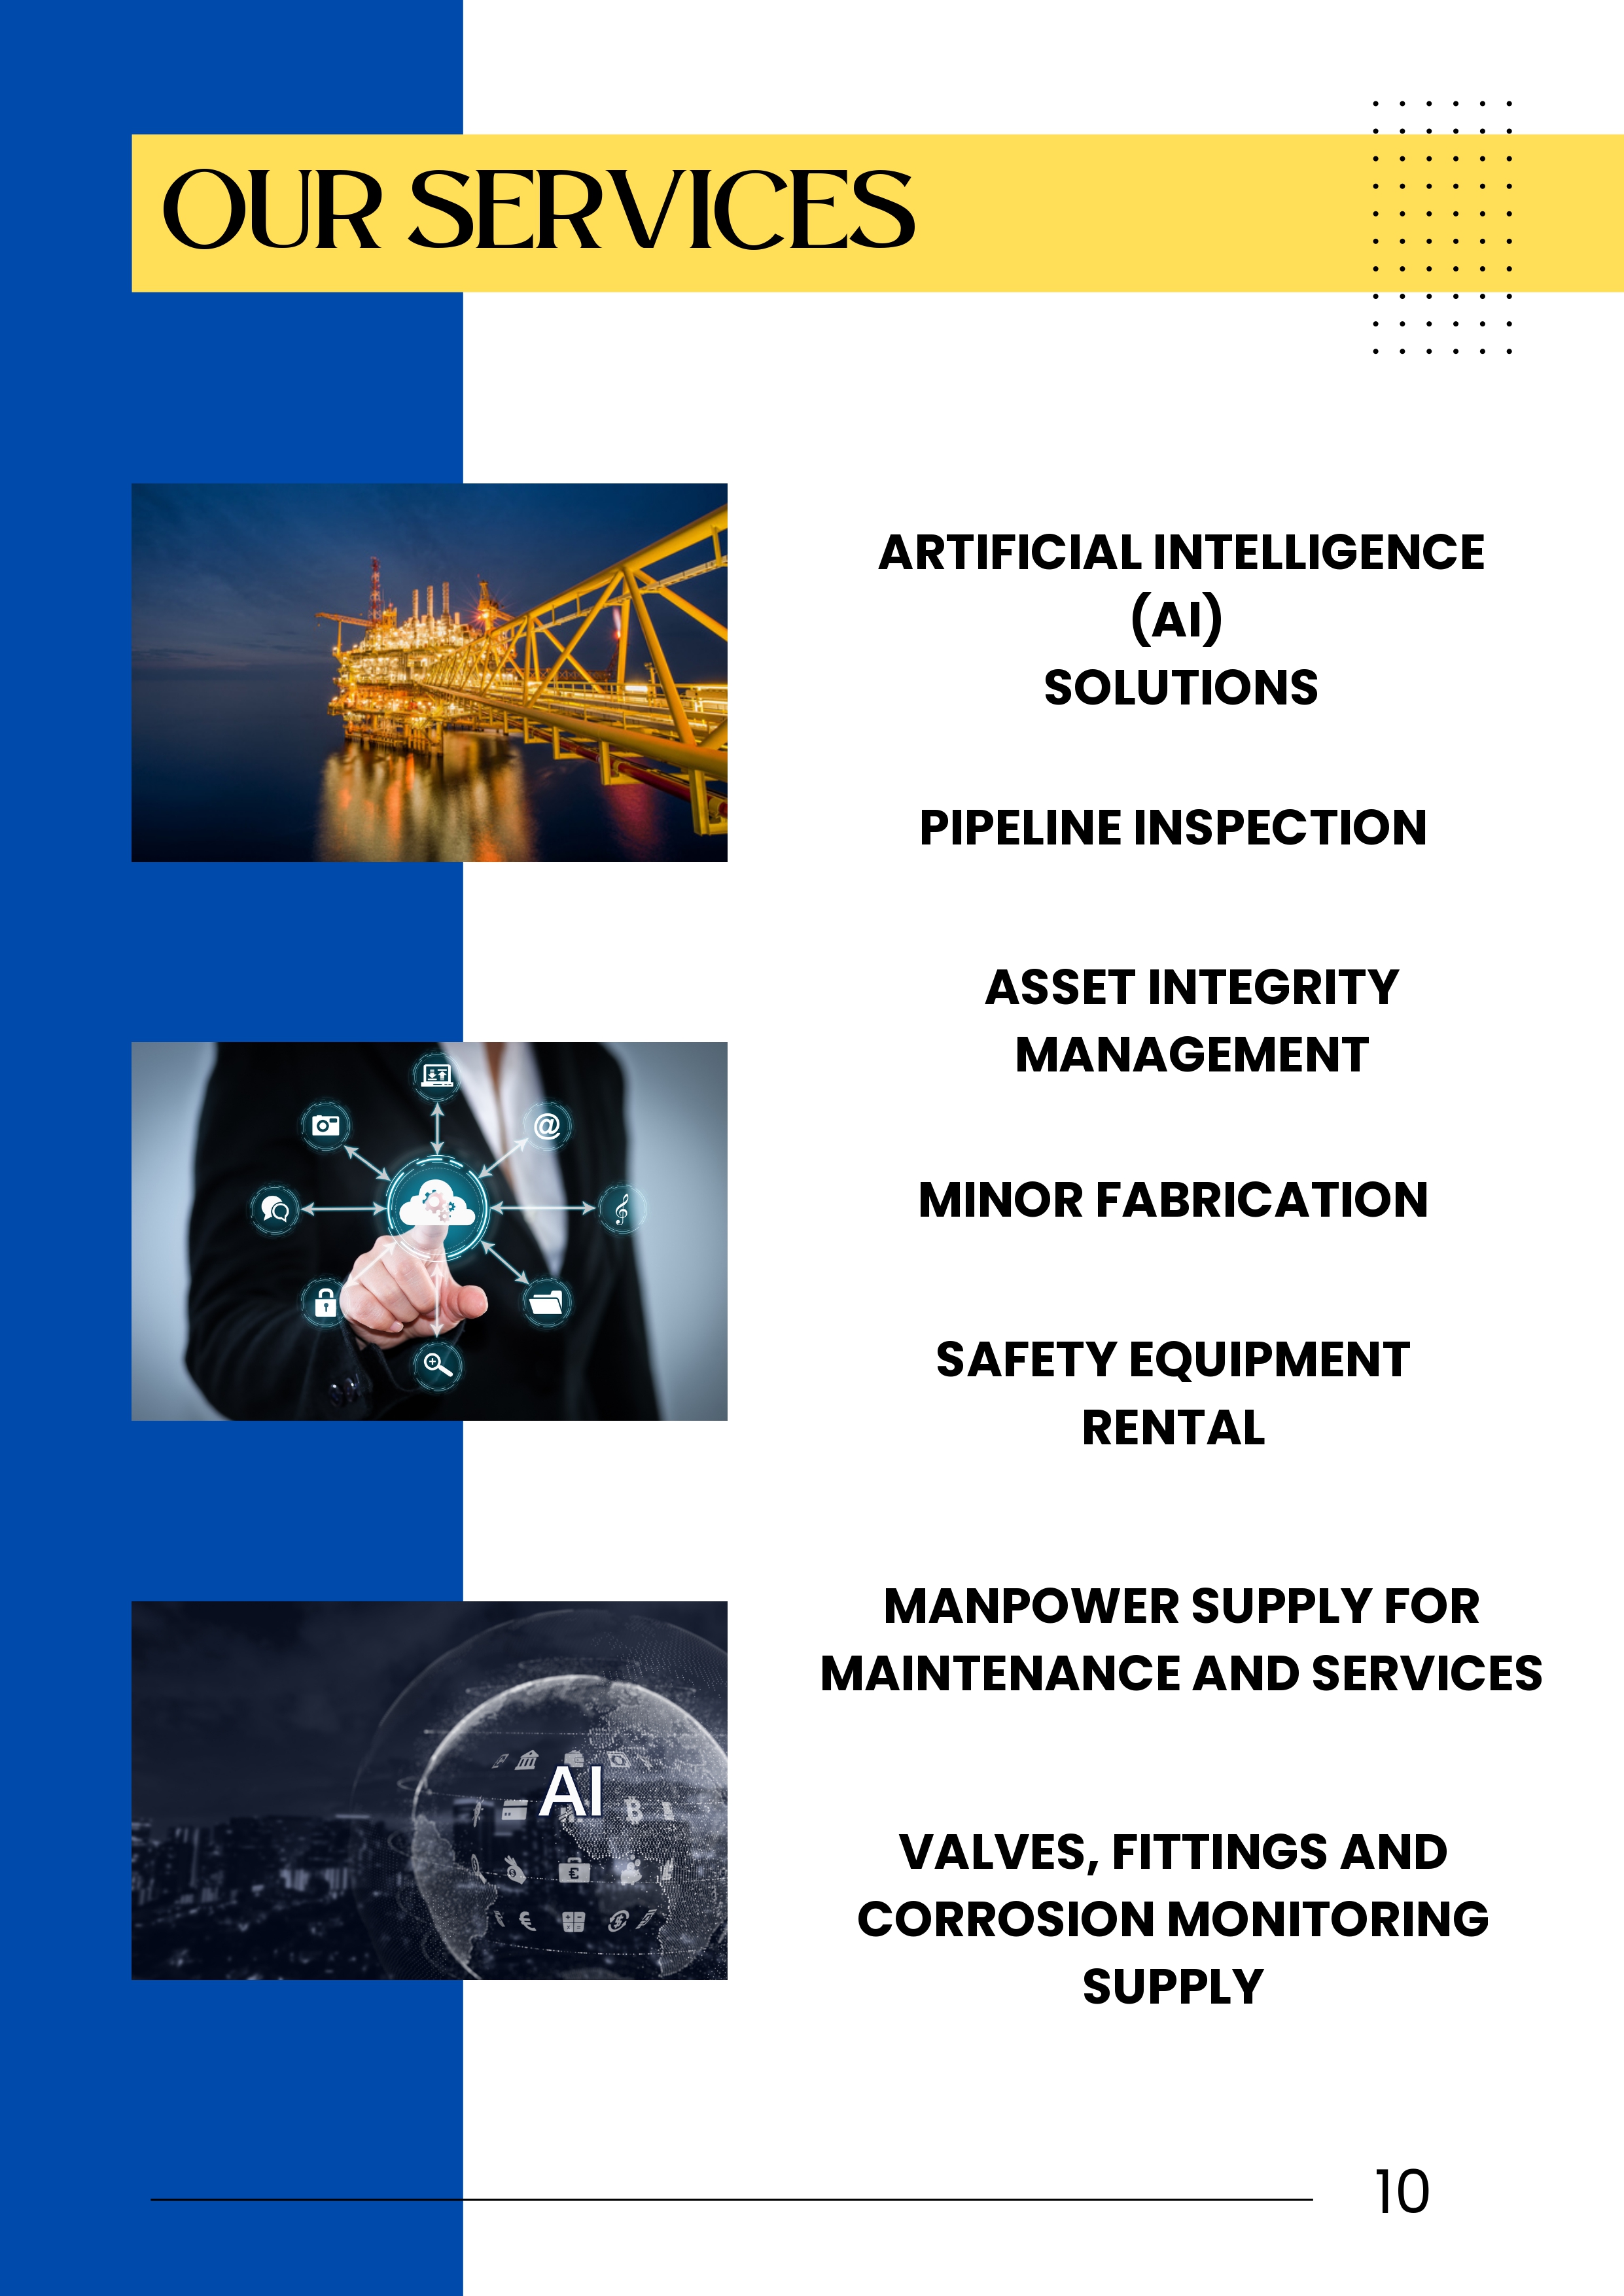 OUR SERVICES
ARTIFICIAL INTELLIGENCE
(AI)
SOLUTIONS
PIPELINE INSPECTION
ASSET INTEGRITY
MANAGEMENT
MINOR FABRICATION
SAFETY EQUIPMENT
RENTAL
MANPOWER SUPPLY FOR
MAINTENANCE AND SERVICES
AI
VALVES, FITTINGS AND
CORROSION MONITORING
SUPPLY
10